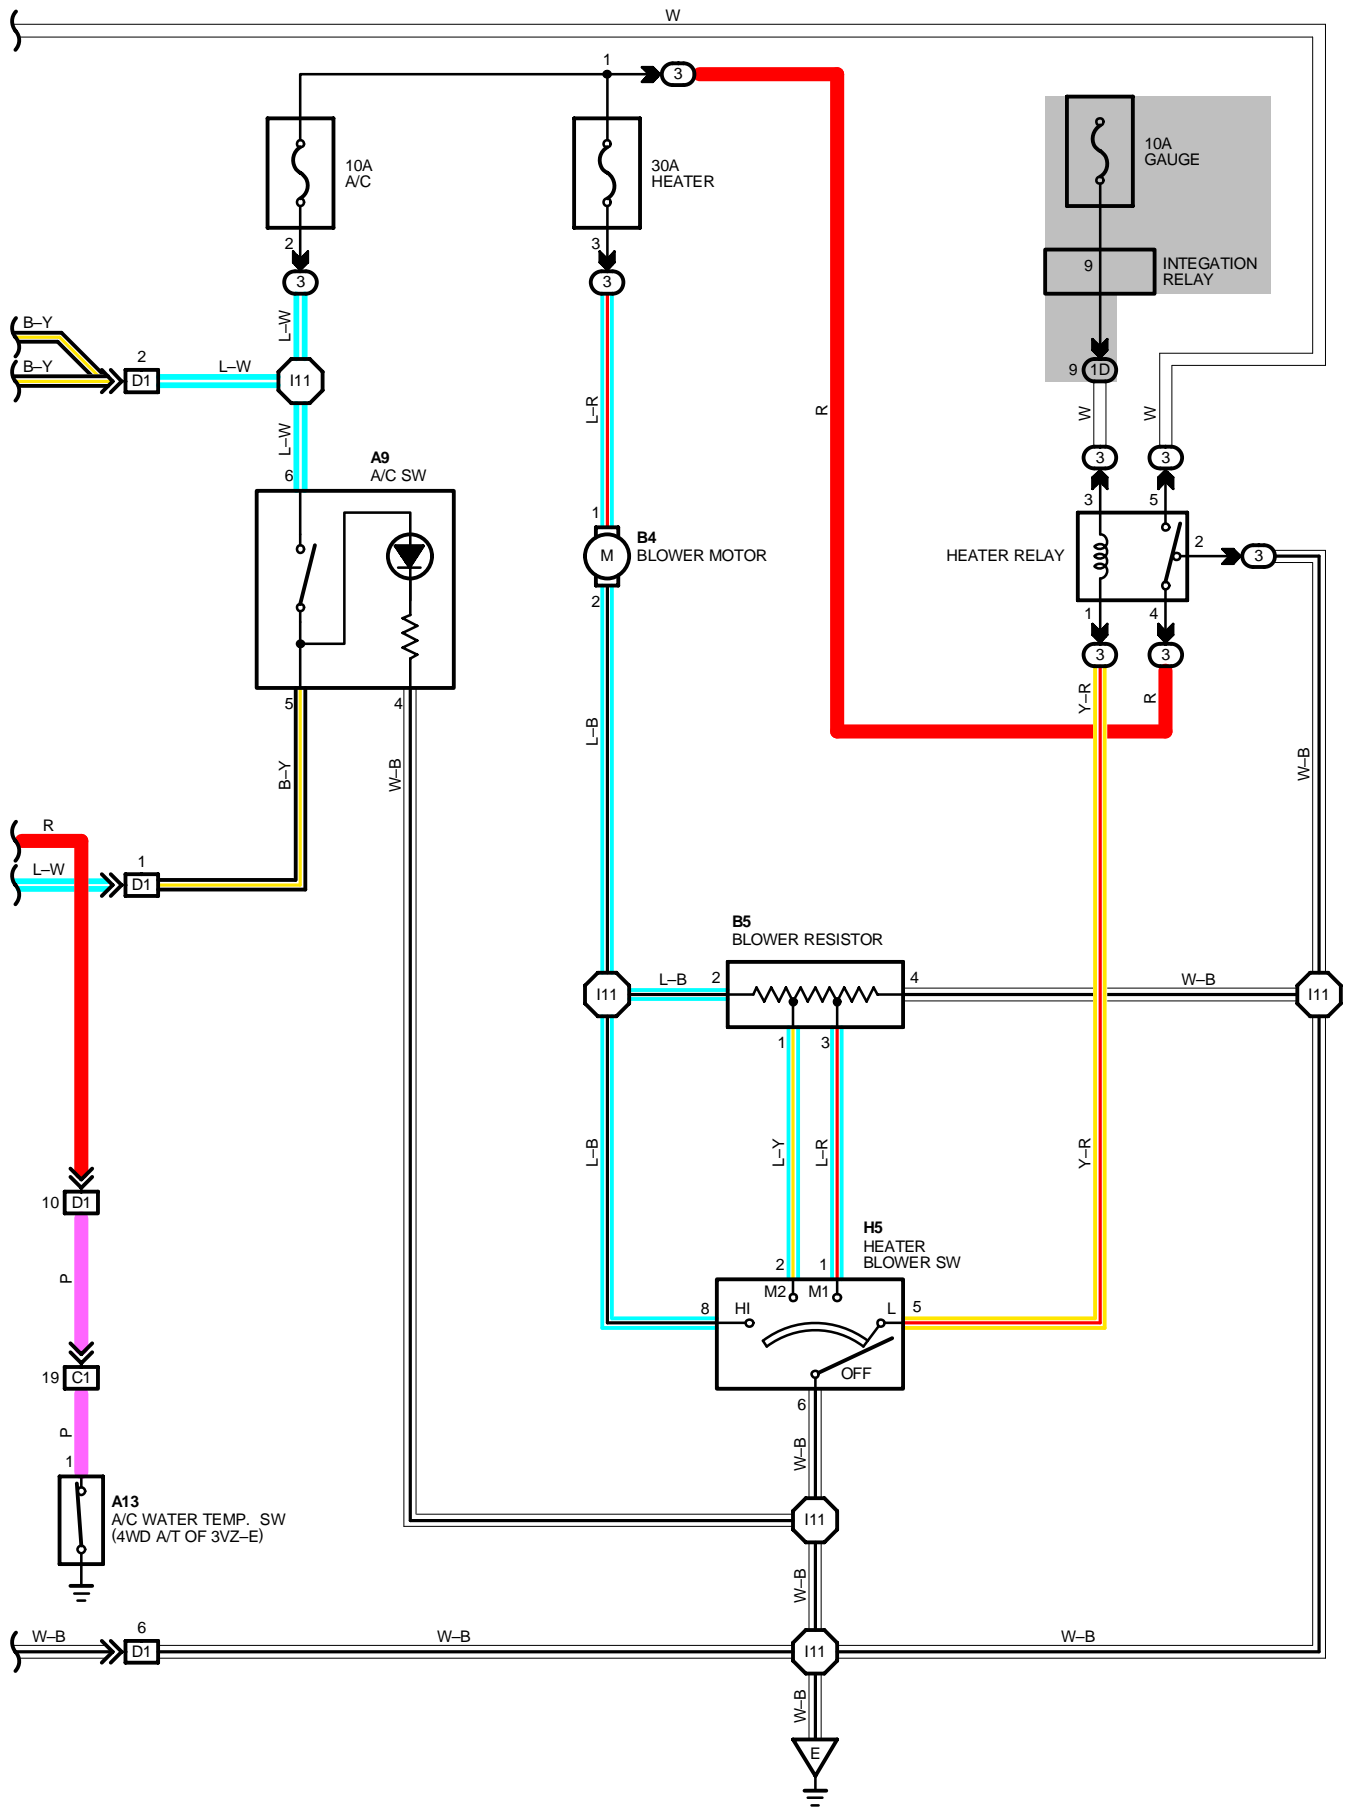 W
1
3
10A
A/C
30A
HEATER
10A
GAUGE
2
3
9
INTEGATION
RELAY
3
3
L–W
B–Y
B–Y
2
D1
L–W
I11
9
1D
L–R
R
W
W
L–W
3
3
A9
A/C SW
6
3
5
1
B4
BLOWER MOTOR
M
HEATER RELAY
2
3
2
1
4
3
3
5
4
Y–R
R
L–B
B–Y
W–B
W–B
R
L–W
1
D1
B5
BLOWER RESISTOR
I11
L–B
2
4
W–B
I11
1
3
L–B
L–Y
L–R
Y–R
10
D1
H5
HEATER
BLOWER SW
P
2
1
M2
M1
8
HI
L
5
OFF
19
C1
6
P
W–B
1
A13
A/C WATER TEMP. SW
(4WD A/T OF 3VZ–E)
I11
W–B
W–B
6
D1
W–B
I11
W–B
W–B
E